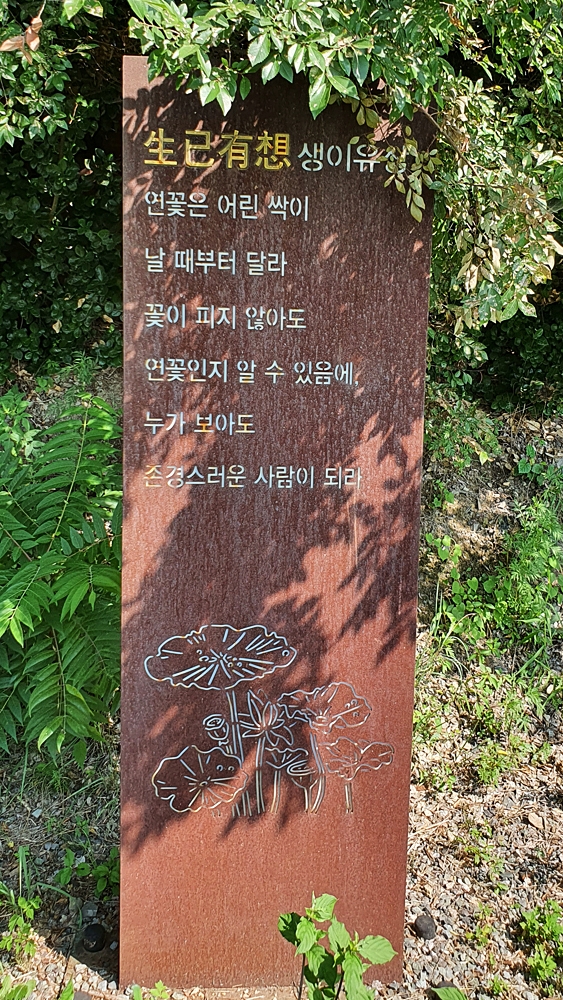 生已有想 생이유상
연꽃은 어린 싹이
날 때부터 달라
꽃이 피지 않아도
연꽃인지 알 수 있음에,
누가 보아도
존경스러운 사람이 되라